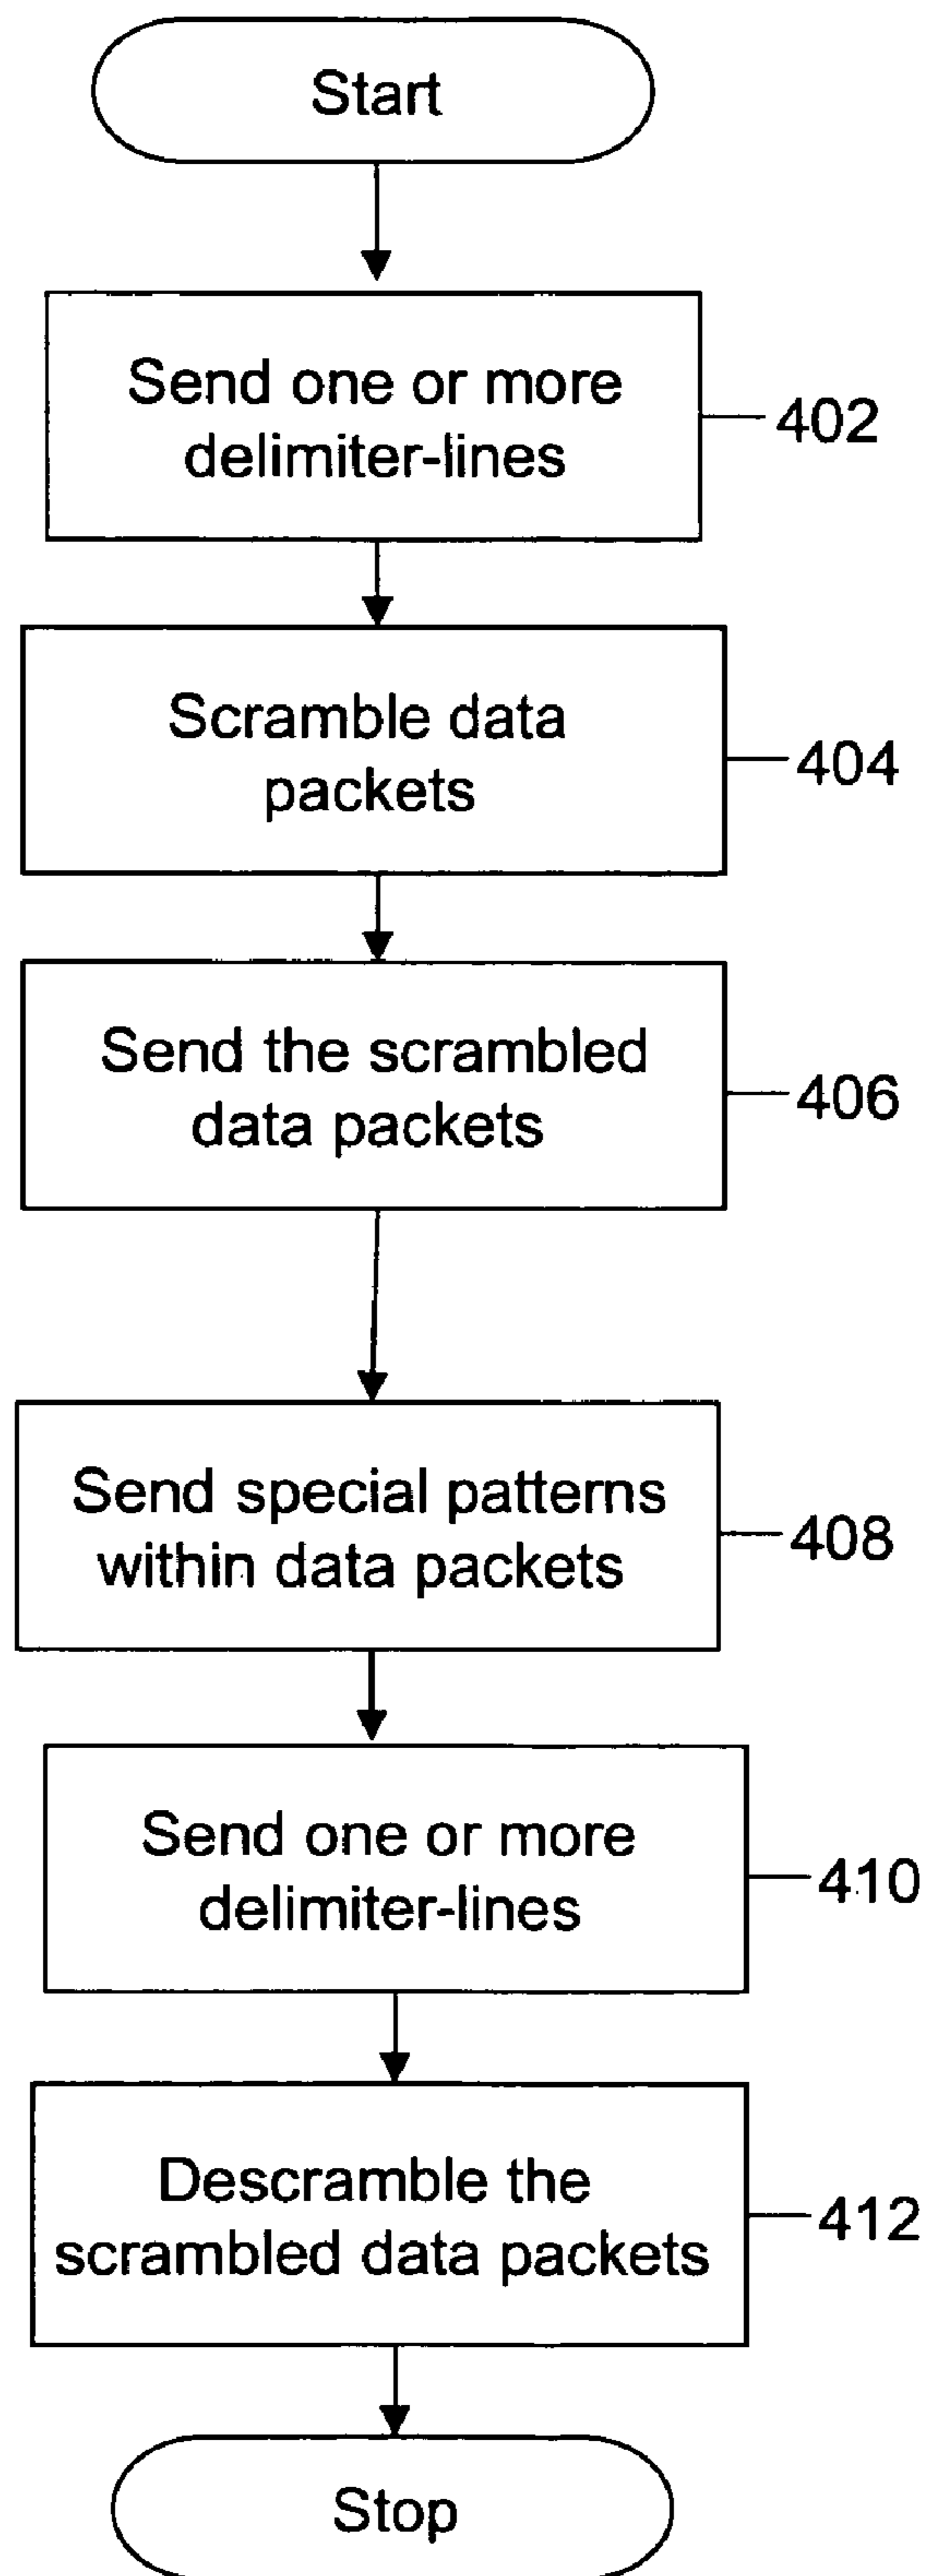 Start
Send one or more
delimiter-lines
402
Scramble data
packets
404
Send the scrambled
data packets
406
Send special patterns
within data packets
408
Send one or more
delimiter-lines
410
Descramble the
scrambled data packets
412
Stop